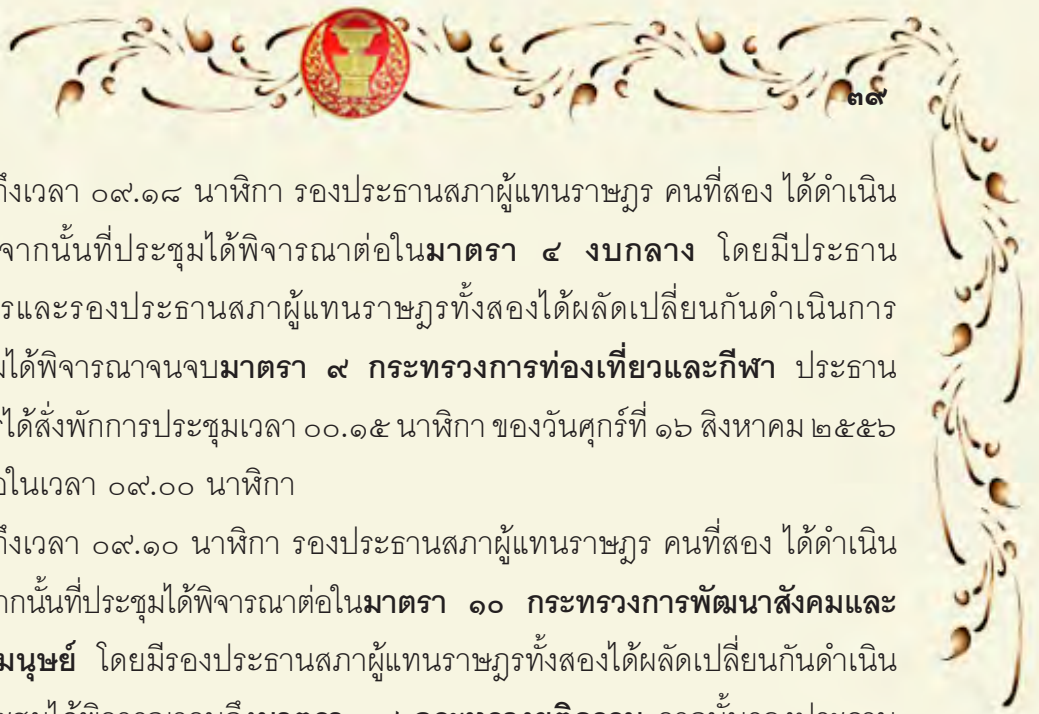 ๓๙
ถึงเวลา ๐๙.๑๘ นาฬิกา รองประธานสภาผู้แทนราษฎร คนที่สอง ได้ดำเนิน
จากนั้นที่ประชุมได้พิจารณาต่อในมาตรา ๔ งบกลาง โดยมีประธาน
รและรองประธานสภาผู้แทนราษฎรทั้งสองได้ผลัดเปลี่ยนกันดำเนินการ
ได้พิจารณาจนจบมาตรา ๙ กระทรวงการท่องเที่ยวและกีฬา ประธาน
ได้สั่งพักการประชุมเวลา ๐๐.๑๕ นาฬิกา ของวันศุกร์ที่ ๑๖ สิงหาคม ๒๕๕๖
ในเวลา ๐๙.๐๐ นาฬิกา
ถึงเวลา ๐๙.๑๐ นาฬิกา รองประธานสภาผู้แทนราษฎร คนที่สอง ได้ดำเนิน
ากนั้นที่ประชุมได้พิจารณาต่อในมาตรา ๑๐ กระทรวงการพัฒนาสังคมและ
มนุษย์ โดยมีรองประธานสภาผู้แทนราษฎรทั้งสองได้ผลัดเปลี่ยนกันดำเนิน